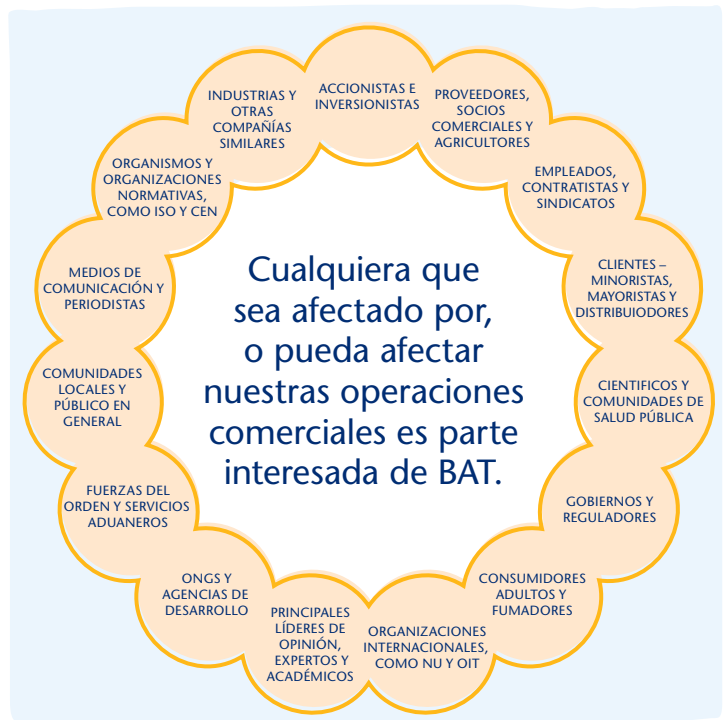 ACCIONISTAS E
INVERSIONISTAS
PROVEEDORES,
SOCIOS
COMERCIALES Y
AGRICULTORES
EMPLEADOS,
CONTRATISTAS Y
SINDICATOS
CLIENTES –
MINORISTAS,
MAYORISTAS Y
DISTRIBUIODORES
CIENTIFICOS Y
COMUNIDADES DE
SALUD PÚBLICA
GOBIERNOS Y
REGULADORES
CONSUMIDORES
ADULTOS Y
FUMADORES
ORGANIZACIONES
INTERNACIONALES,
COMO NU Y OIT
PRINCIPALES
LÍDERES DE
OPINIÓN,
EXPERTOS Y
ACADÉMICOS
ONGS Y
AGENCIAS DE
DESARROLLO
FUERZAS DEL
ORDEN Y SERVICIOS
ADUANEROS
COMUNIDADES
LOCALES Y
PÚBLICO EN
GENERAL
MEDIOS DE
COMUNICACIÓN Y
PERIODISTAS
ORGANISMOS Y
ORGANIZACIONES
NORMATIVAS,
COMO ISO Y CEN
INDUSTRIAS Y
OTRAS
COMPAÑÍAS
SIMILARES
Cualquiera que
sea afectado por,
o pueda afectar
nuestras operaciones
comerciales es parte
interesada de BAT.